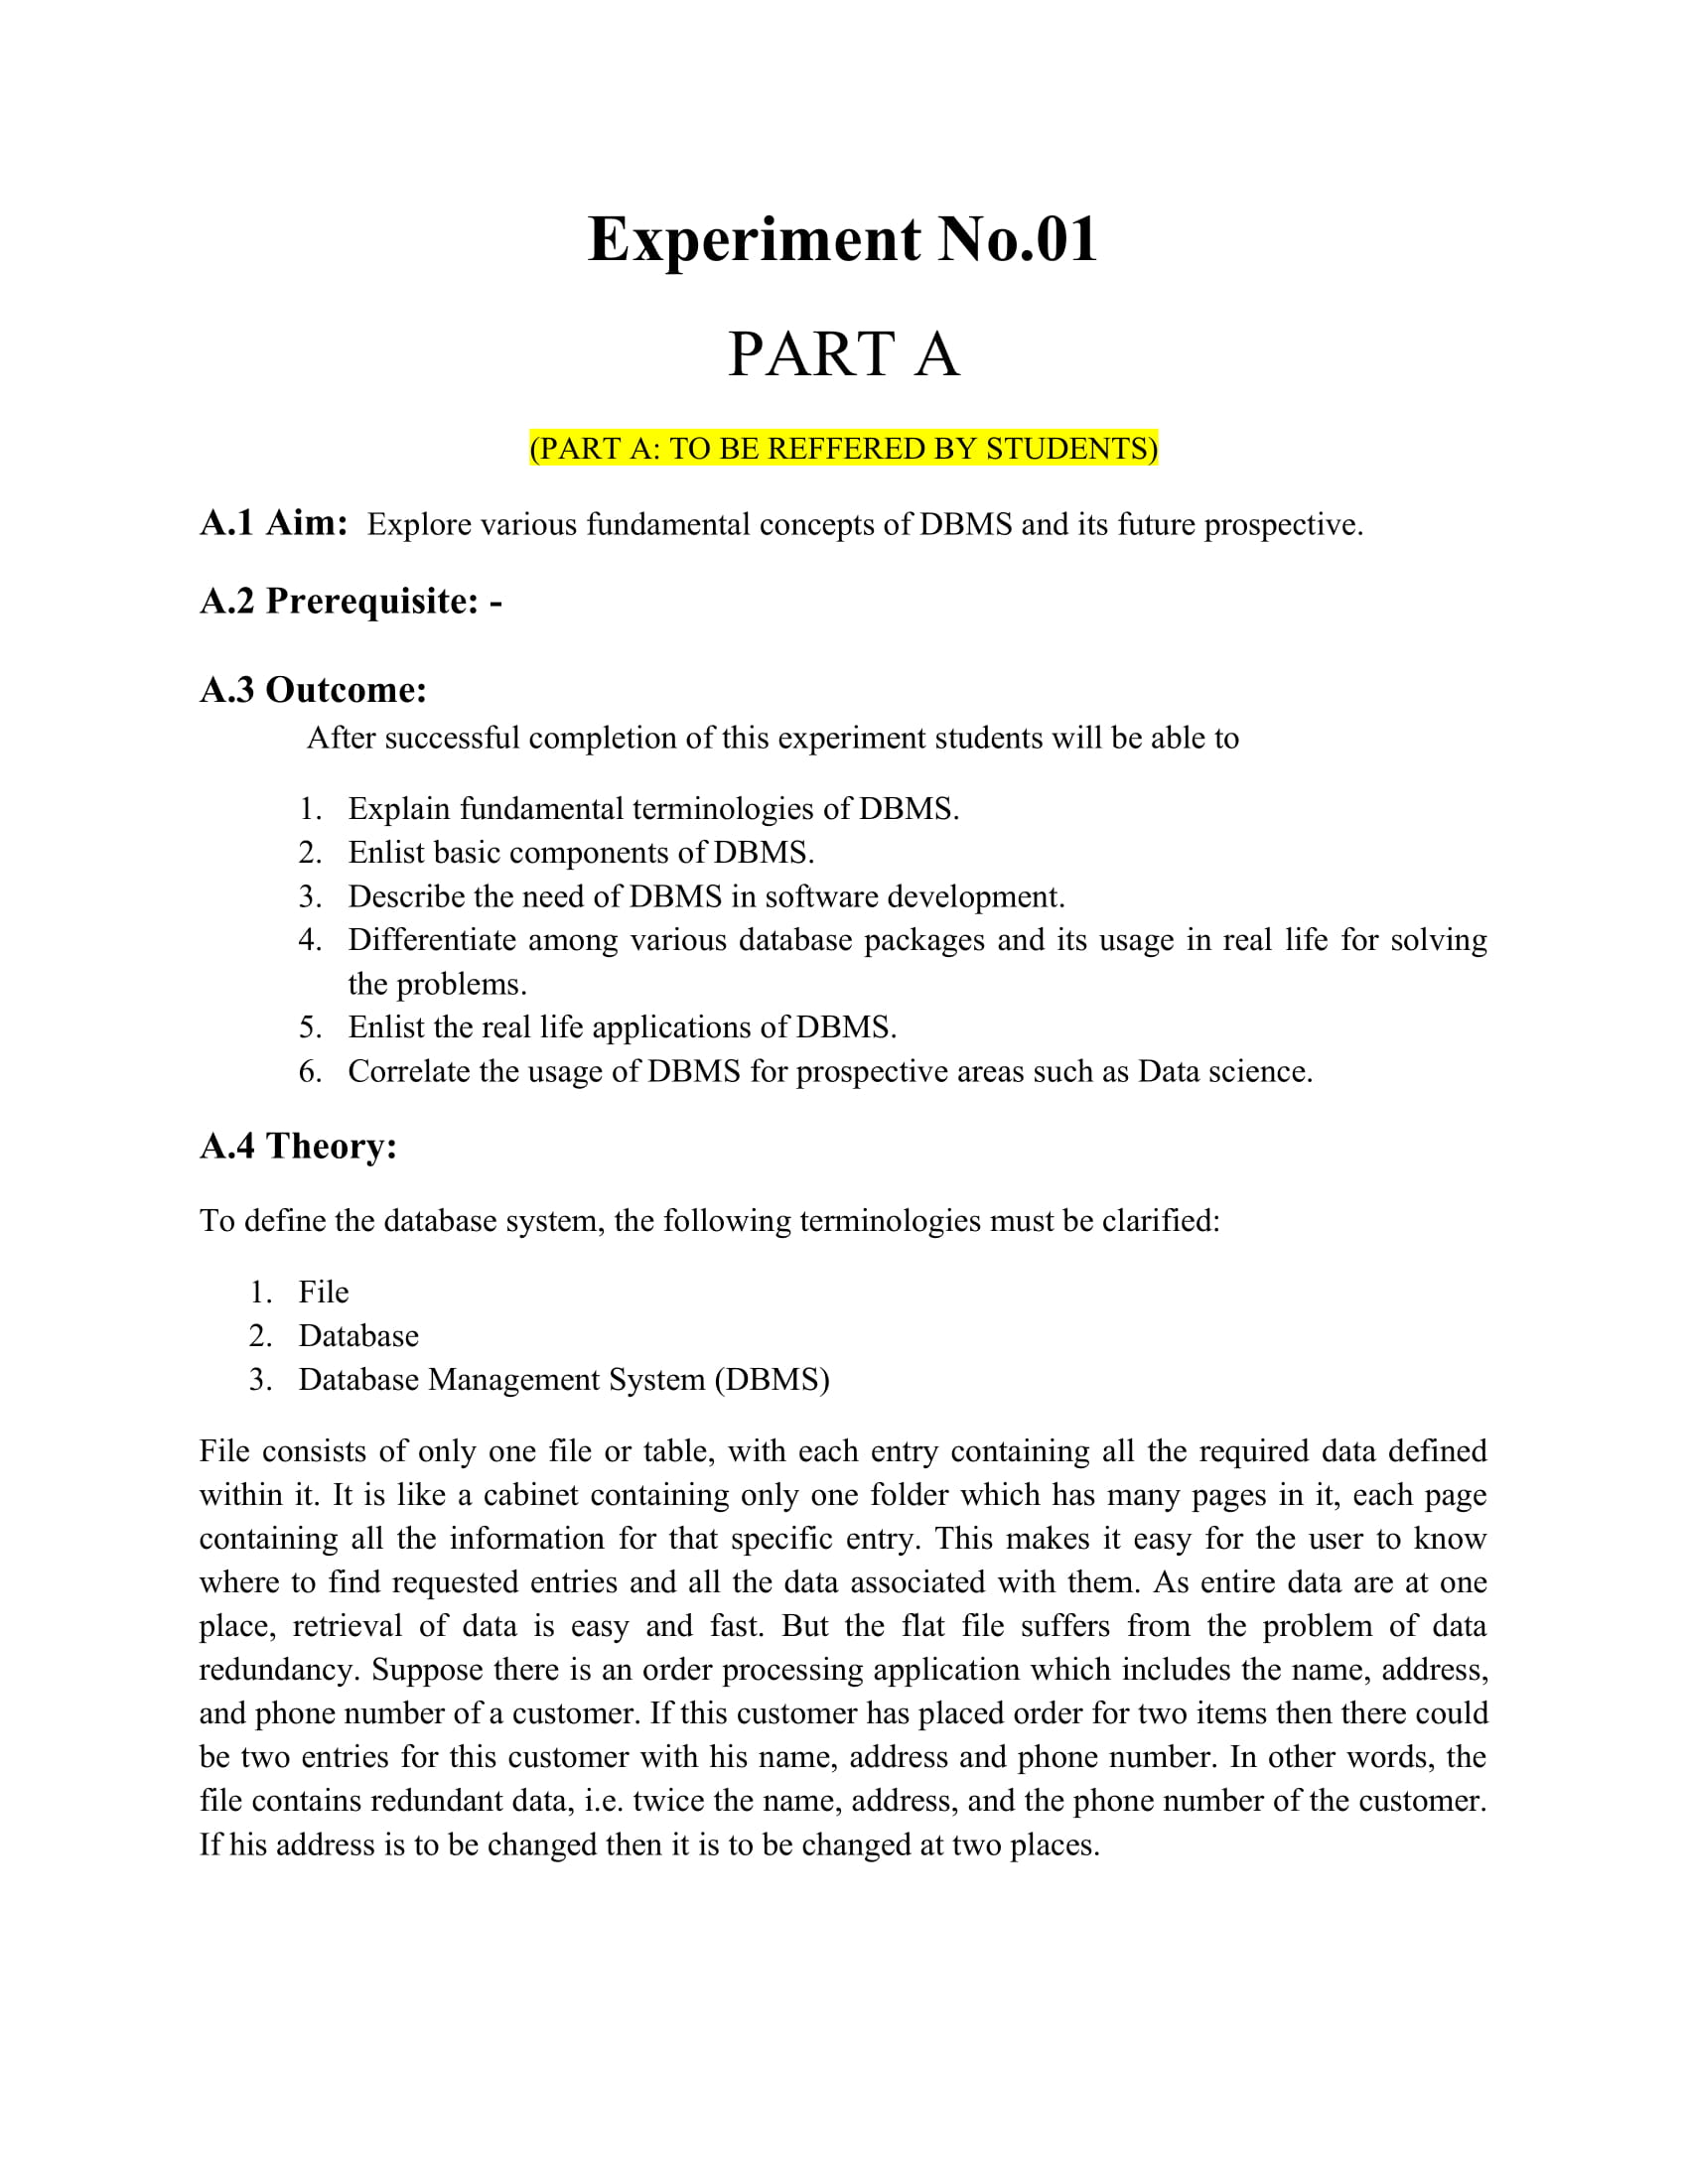 Experiment No.01
PART A
(PART A: TO BE REFFERED BY STUDENTS)
A.1 Aim: Explore various fundamental concepts of DBMS and its future prospective.
A.2 Prerequisite: -
A.3 Outcome:
After successful completion of this experiment students will be able to
1. Explain fundamental terminologies of DBMS.
2. Enlist basic components of DBMS.
3. Describe the need of DBMS in software development.
4. Differentiate among various database packages and its usage in real life for solving
the problems.
5. Enlist the real life applications of DBMS.
6. Correlate the usage of DBMS for prospective areas such as Data science.
A.4 Theory:
To define the database system, the following terminologies must be clarified:
1. File
2. Database
3. Database Management System (DBMS)
File consists of only one file or table, with each entry containing all the required data defined
within it. It is like a cabinet containing only one folder which has many pages in it, each page
containing all the information for that specific entry. This makes it easy for the user to know
where to find requested entries and all the data associated with them. As entire data are at one
place, retrieval of data is easy and fast. But the flat file suffers from the problem of data
redundancy. Suppose there is an order processing application which includes the name, address,
and phone number of a customer. If this customer has placed order for two items then there could
be two entries for this customer with his name, address and phone number. In other words, the
file contains redundant data, i.e. twice the name, address, and the phone number of the customer.
If his address is to be changed then it is to be changed at two places.